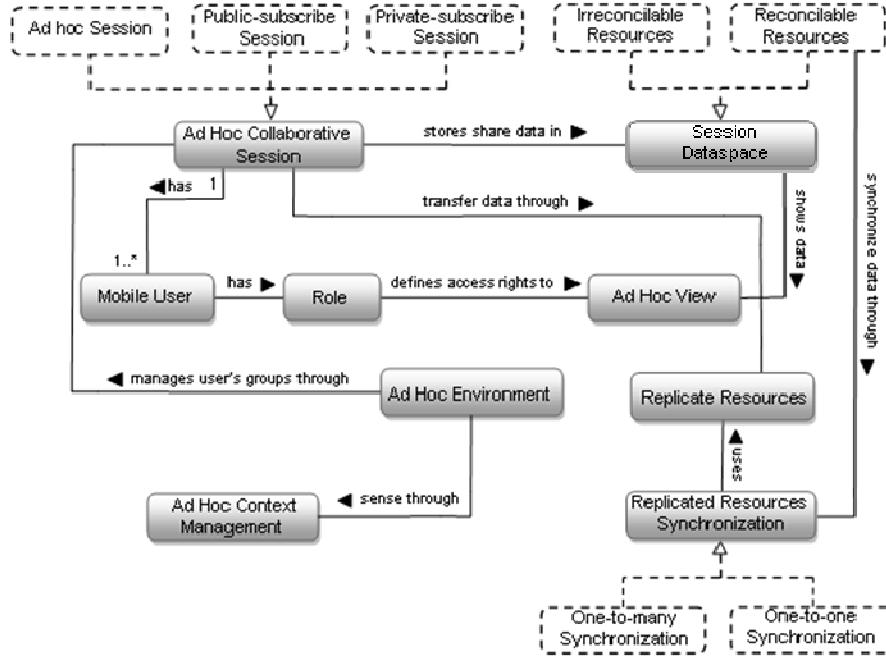 Ad hoc Session
Public-subscribe
Session
Private-subscribe
Session
Irreconcilable
Resources
Reconcilable
Resources
Ad Hoc Collaborative
Session
stores share data in
Session
Dataspace
has
1
transfer data through
shows data
synchronize data through
1..*
Mobile User
has
Role
defines access rights to
Ad Hoc View
manages user's groups through
Ad Hoc Environment
Replicate Resources
uses
sense through
Ad Hoc Context
Management
Replicated Resources
Synchronization
One-to-many
Synchronization
One-to-one
Synchronization